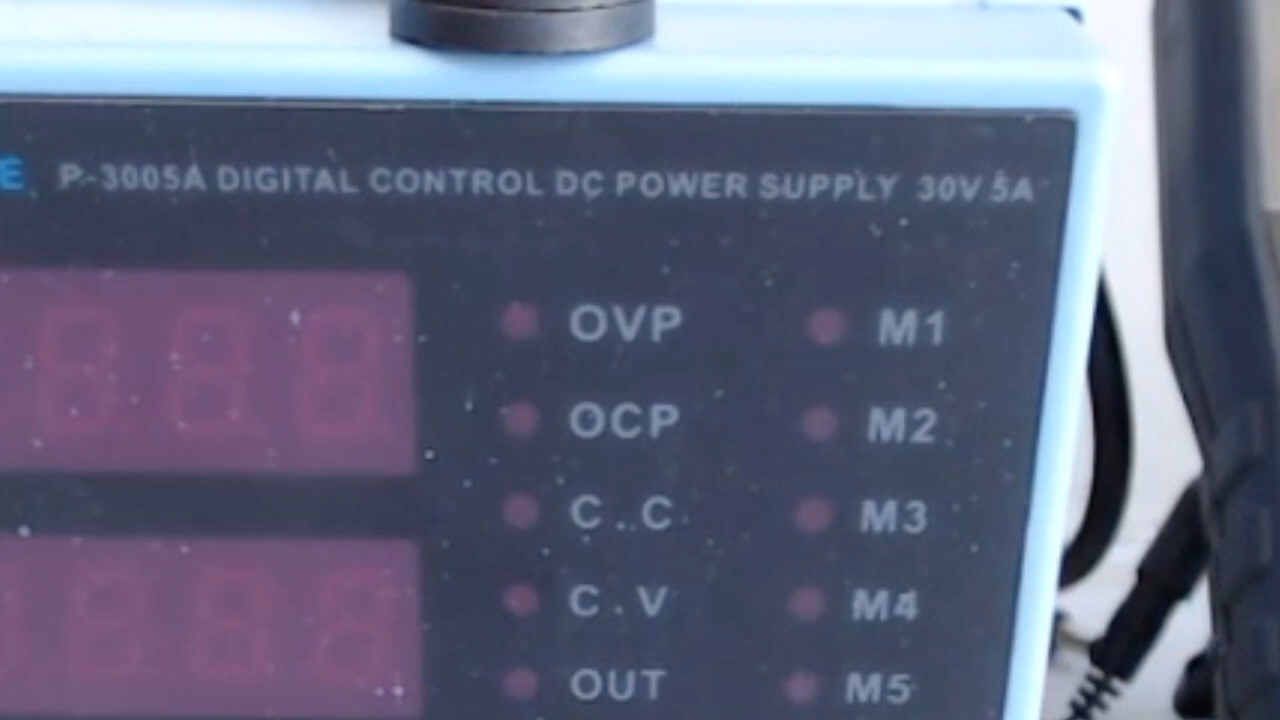 E P-3005A DIGITAL CONTROL DC POWER SUPPLY 30V 5A
OVP M1
OCP M2
C.C M3
C.V M4
OUT M5